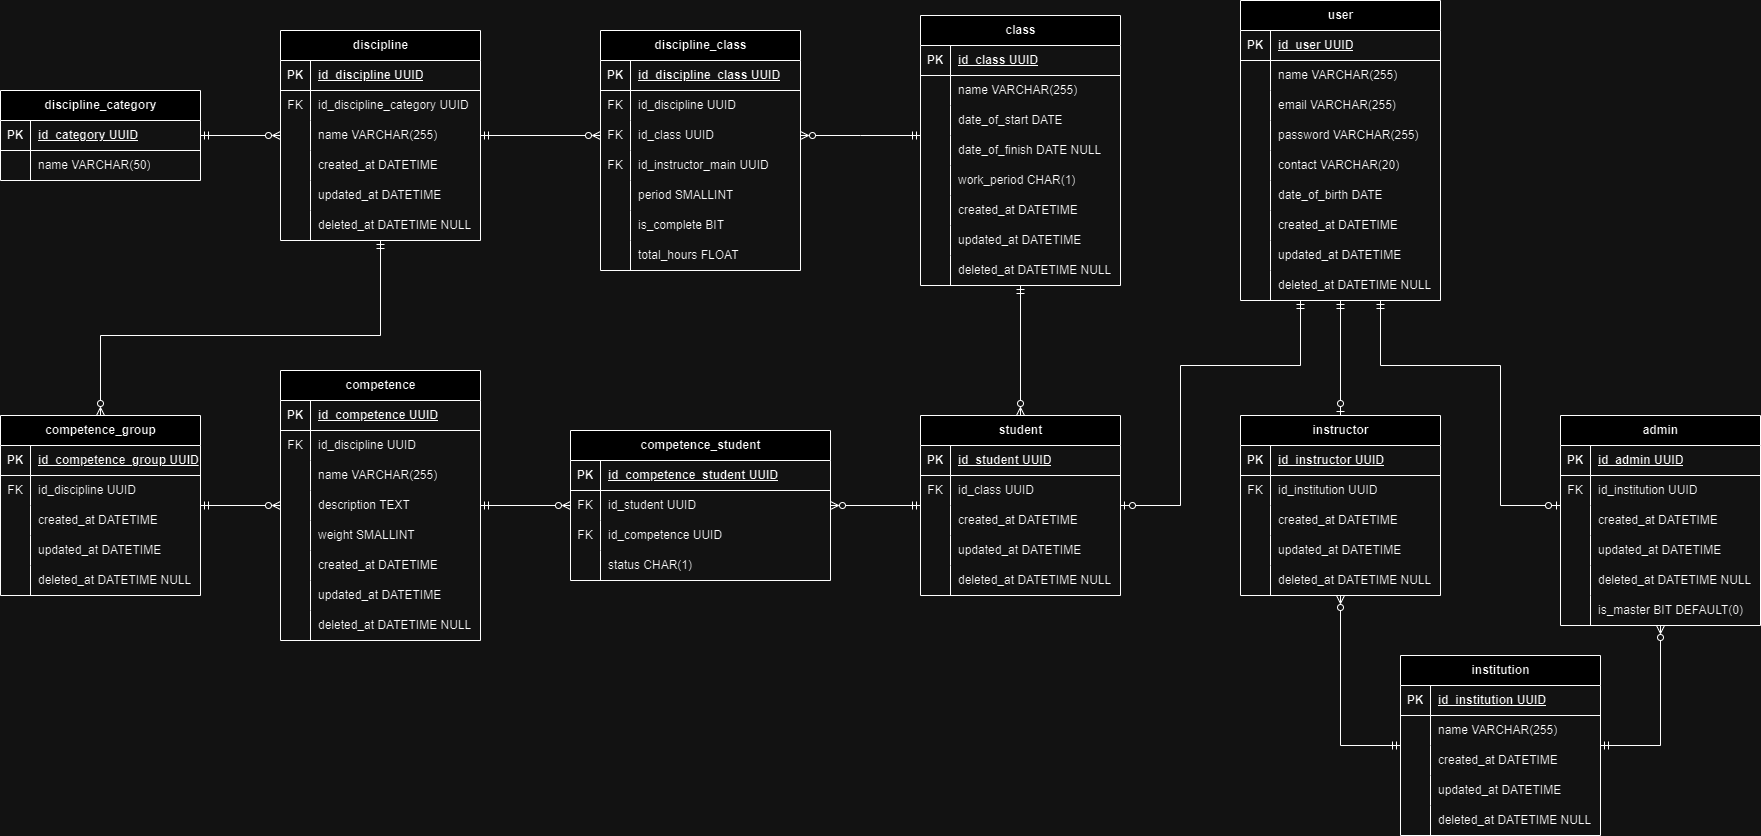 discipline_category
PK id_category UUID
name VARCHAR(50)
discipline
PK id_discipline UUID
FK id_discipline_category UUID
name VARCHAR(255)
created_at DATETIME
updated_at DATETIME
deleted_at DATETIME NULL
discipline_class
PK id_discipline_class UUID
FK id_discipline UUID
FK id_class UUID
FK id_instructor_main UUID
period SMALLINT
is_complete BIT
total_hours FLOAT
class
PK id_class UUID
name VARCHAR(255)
date_of_start DATE
date_of_finish DATE NULL
work_period CHAR(1)
created_at DATETIME
updated_at DATETIME
deleted_at DATETIME NULL
user
PK id_user UUID
name VARCHAR(255)
email VARCHAR(255)
password VARCHAR(255)
contact VARCHAR(20)
date_of_birth DATE
created_at DATETIME
updated_at DATETIME
deleted_at DATETIME NULL
competence_group
PK id_competence_group UUID
FK id_discipline UUID
created_at DATETIME
updated_at DATETIME
deleted_at DATETIME NULL
competence
PK id_competence UUID
FK id_discipline UUID
name VARCHAR(255)
description TEXT
weight SMALLINT
created_at DATETIME
updated_at DATETIME
deleted_at DATETIME NULL
competence_student
PK id_competence_student UUID
FK id_student UUID
FK id_competence UUID
status CHAR(1)
student
PK id_student UUID
FK id_class UUID
created_at DATETIME
updated_at DATETIME
deleted_at DATETIME NULL
instructor
PK id_instructor UUID
FK id_institution UUID
created_at DATETIME
updated_at DATETIME
deleted_at DATETIME NULL
admin
PK id_admin UUID
FK id_institution UUID
created_at DATETIME
updated_at DATETIME
deleted_at DATETIME NULL
is_master BIT DEFAULT(0)
institution
PK id_institution UUID
name VARCHAR(255)
created_at DATETIME
updated_at DATETIME
deleted_at DATETIME NULL